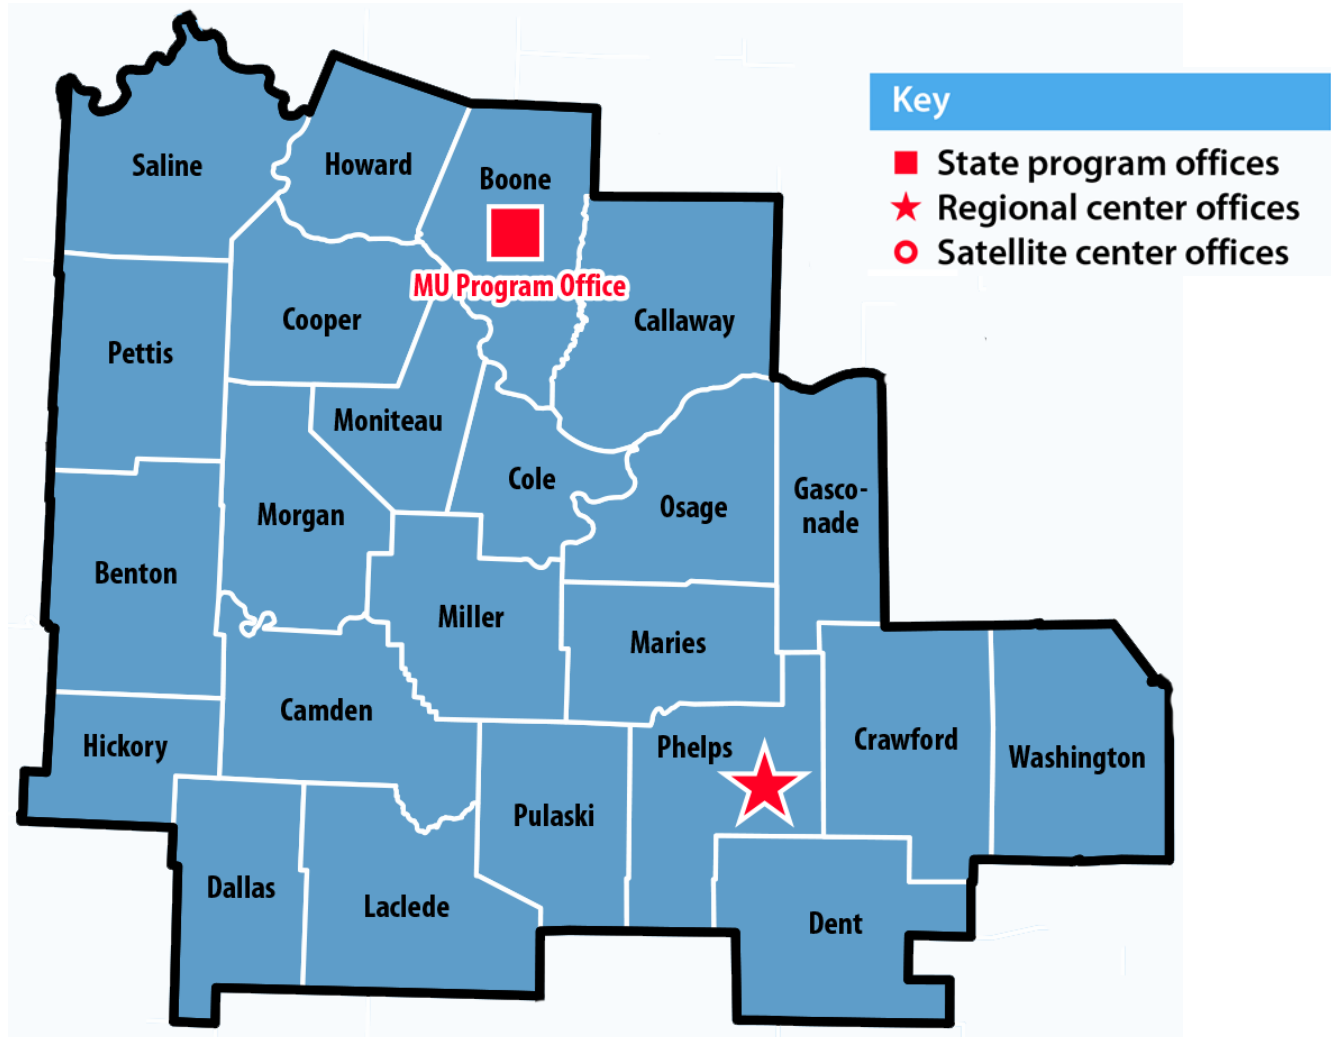 Key
State program offices
Regional center offices
Satellite center offices
Saline
Howard
Boone
MU Program Office
Cooper
Callaway
Pettis
Moniteau
Cole
Osage
Gasco-
nade
Morgan
Benton
Miller
Maries
Camden
Hickory
Phelps
Crawford
Washington
Pulaski
Dallas
Laclede
Dent